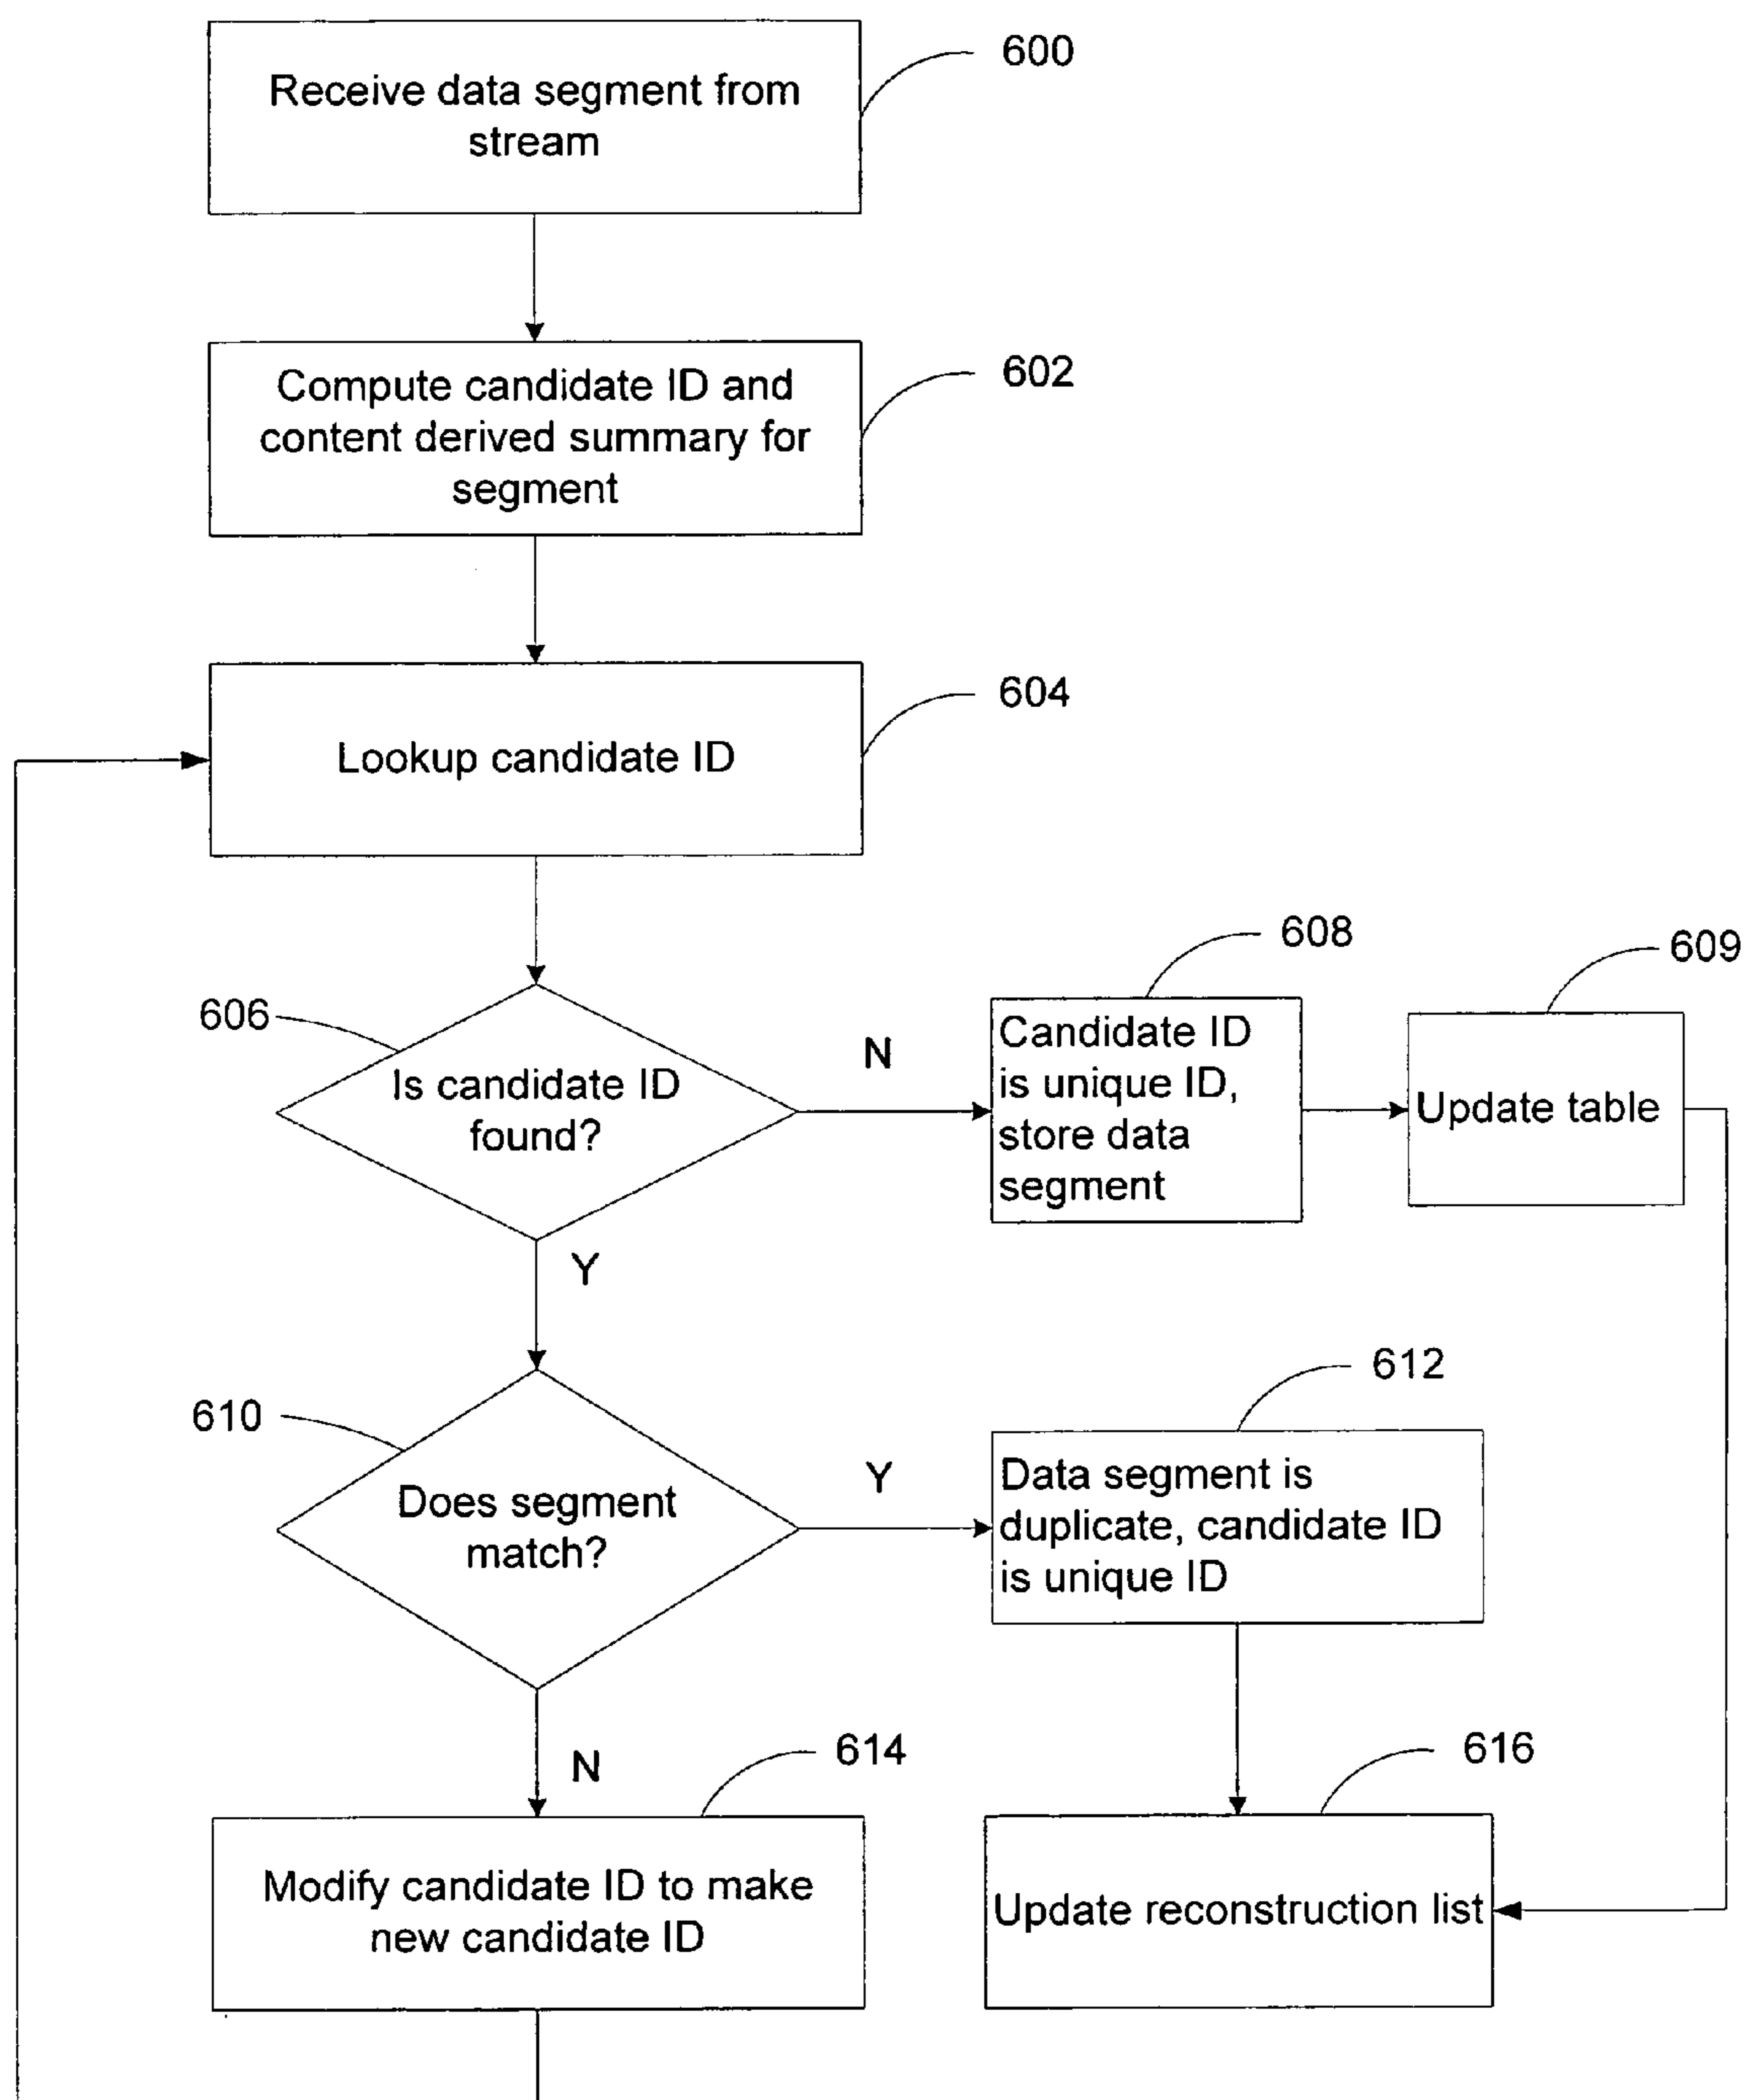 600
Receive data segment from
stream
602
Compute candidate ID and
content derived summary for
segment
604
Lookup candidate ID
606
Is candidate ID
found?
N
608
Candidate ID
is unique ID,
store data
segment
609
Update table
Y
610
Does segment
match?
Y
612
Data segment is
duplicate, candidate ID
is unique ID
N
614
Modify candidate ID to make
new candidate ID
616
Update reconstruction list